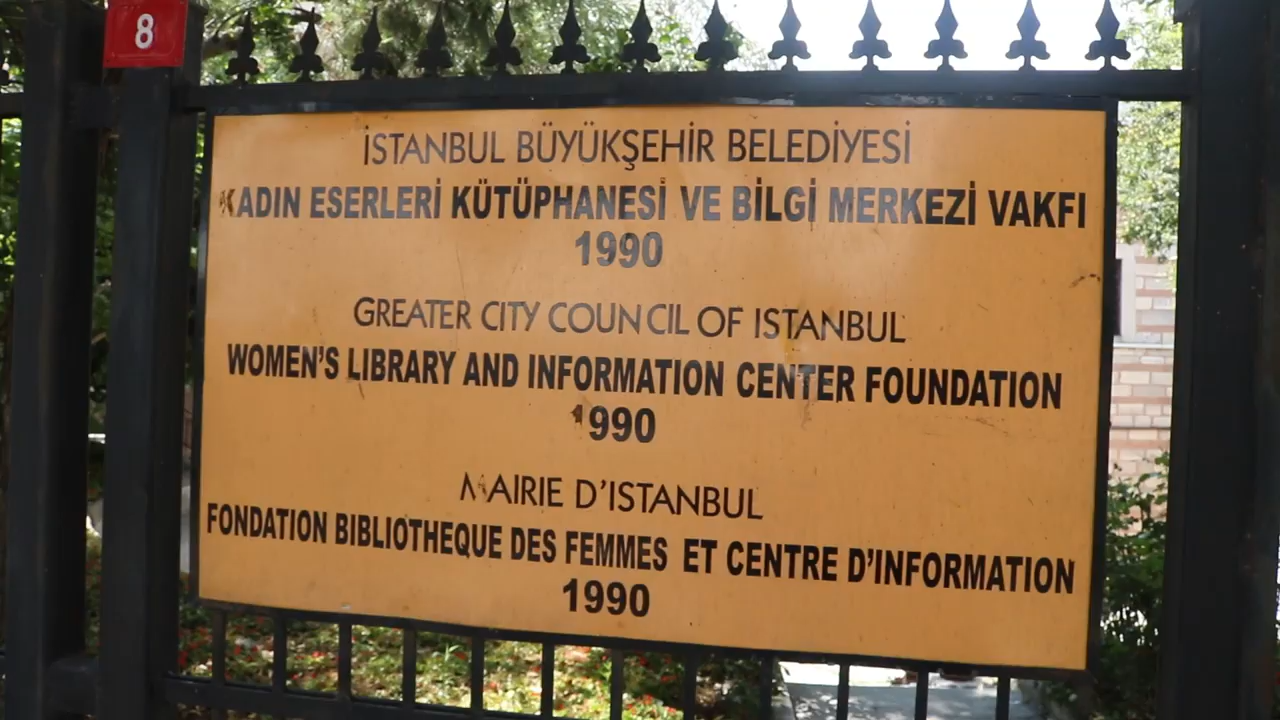 8
İSTANBUL BÜYÜKŞEHİR BELEDİYESİ
KADIN ESERLERİ KÜTÜPHANESİ VE BİLGİ MERKEZİ VAKFI
1990
GREATER CITY COUNCIL OF ISTANBUL
WOMEN'S LIBRARY AND INFORMATION CENTER FOUNDATION
1990
MAIRIE D'ISTANBUL
FONDATION BIBLIOTHEQUE DES FEMMES ET CENTRE D'INFORMATION
1990